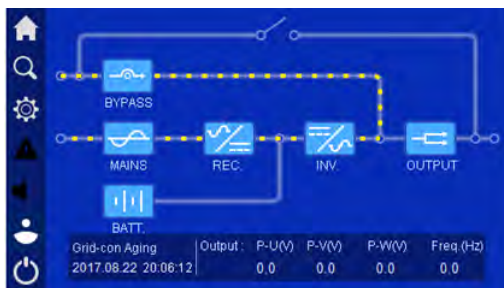 BYPASS
MAINS REC. INV. OUTPUT
BATT.
Grid-con Aging Output : P-U(V) P-V(V) P-W(V) Freq.(Hz)
2017.08.22 20:06:12 0.0 0.0 0.0 0.0